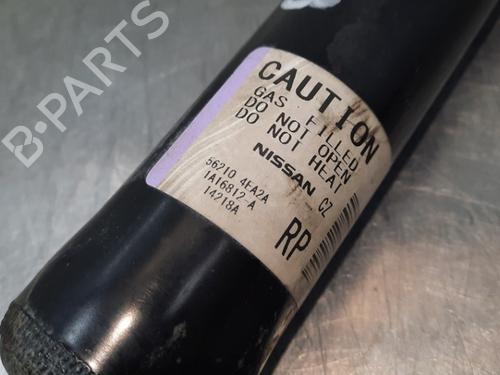 CAUTION
GAS FILLED
DO NOT OPEN
DO NOT HEAT
NISSAN CZ
56210 4EA2A
1A16812-A
14218A
RP
B-PARTS